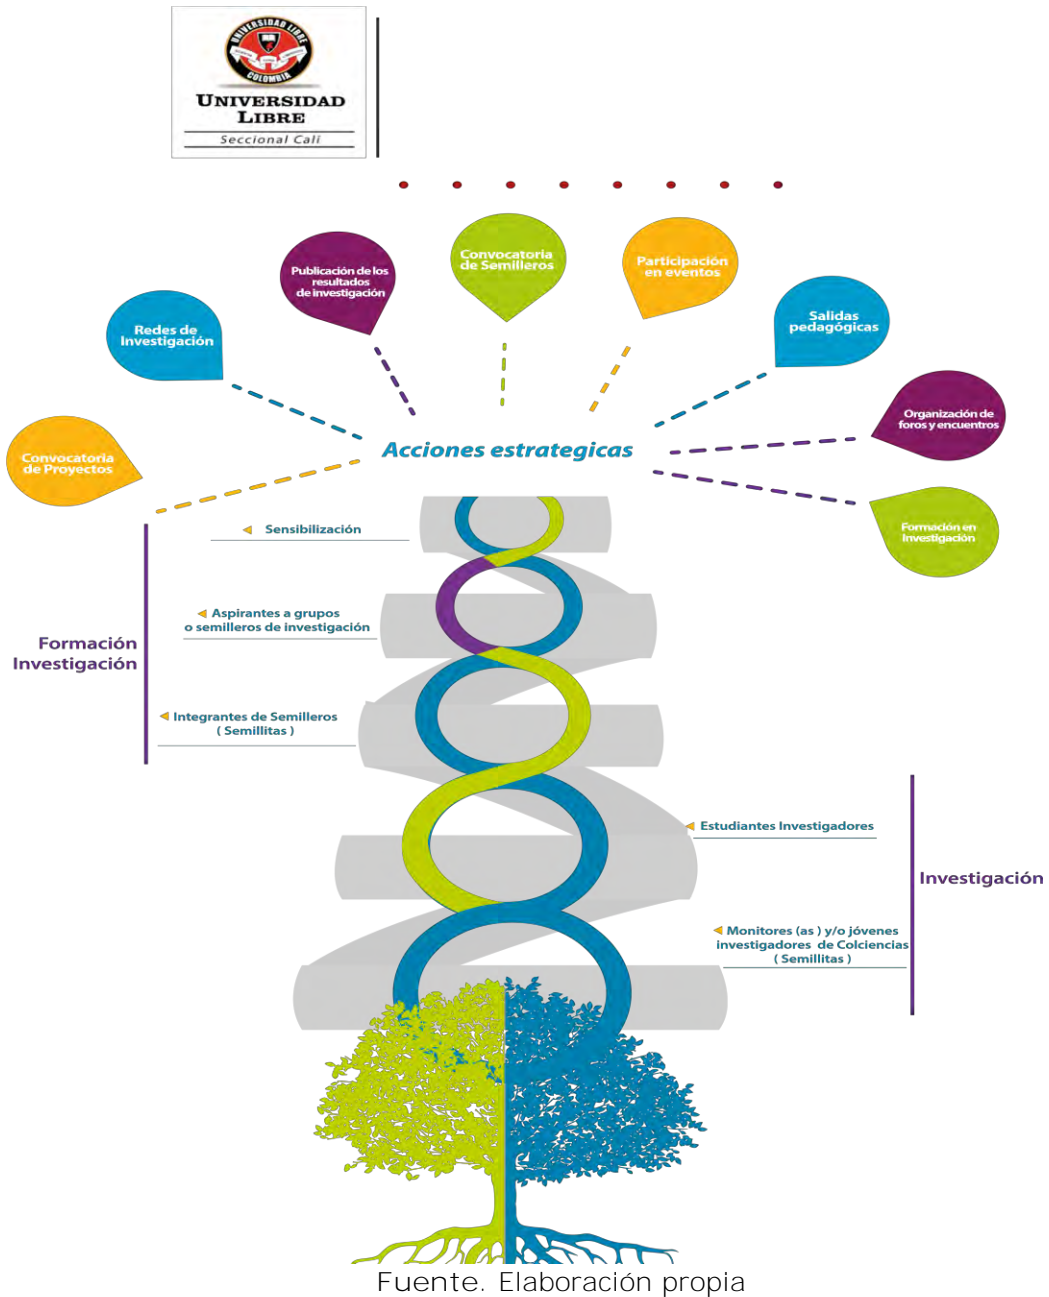 UNIVERSIDAD LIBRE
COLOMBIA
UNIVERSIDAD
LIBRE
Seccional Cali
Convocatoria
de Semilleros
Participación
en eventos
Publicación de los
resultados
de investigación
Salidas
pedagógicas
Redes de
Investigación
Organización de
foros y encuentros
Acciones estrategicas
Convocatoria
de Proyectos
Formación en
Investigación
Sensibilización
Aspirantes a grupos
o semilleros de investigación
Formación
Investigación
Integrantes de Semilleros
( Semillitas )
Estudiantes Investigadores
Investigación
Monitores (as ) y/o jóvenes
investigadores de Colciencias
( Semillitas )
Fuente. Elaboración propia